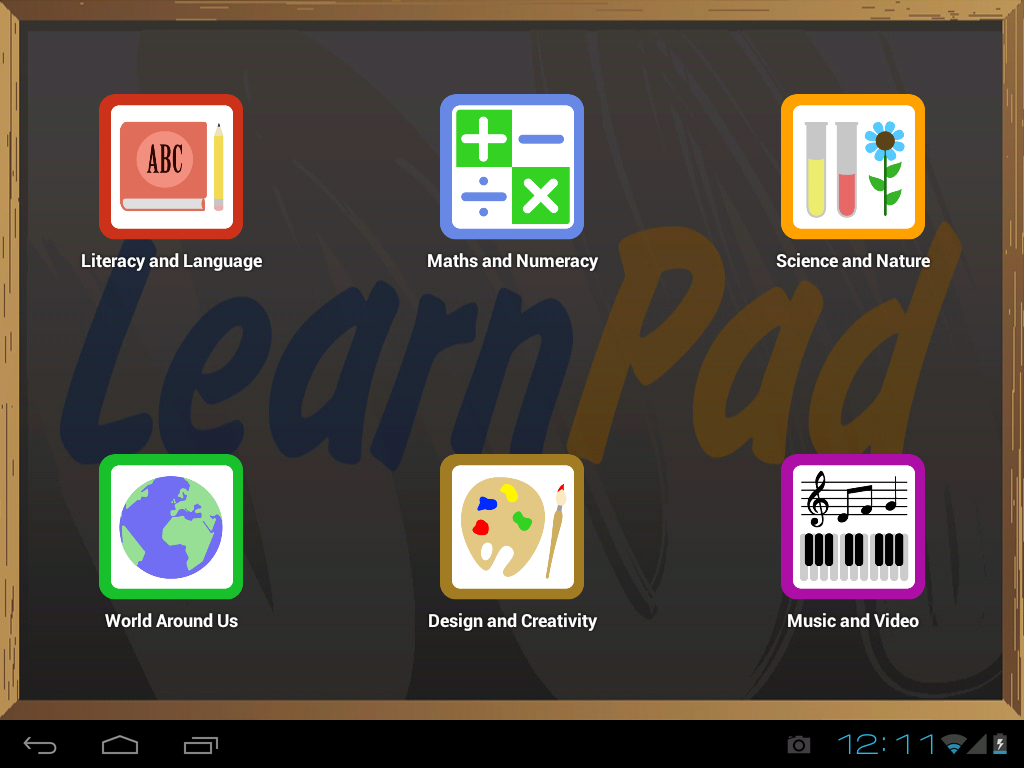 ABC
Literacy and Language
Maths and Numeracy
Science and Nature
LearnPad
World Around Us
Design and Creativity
Music and Video
12:11